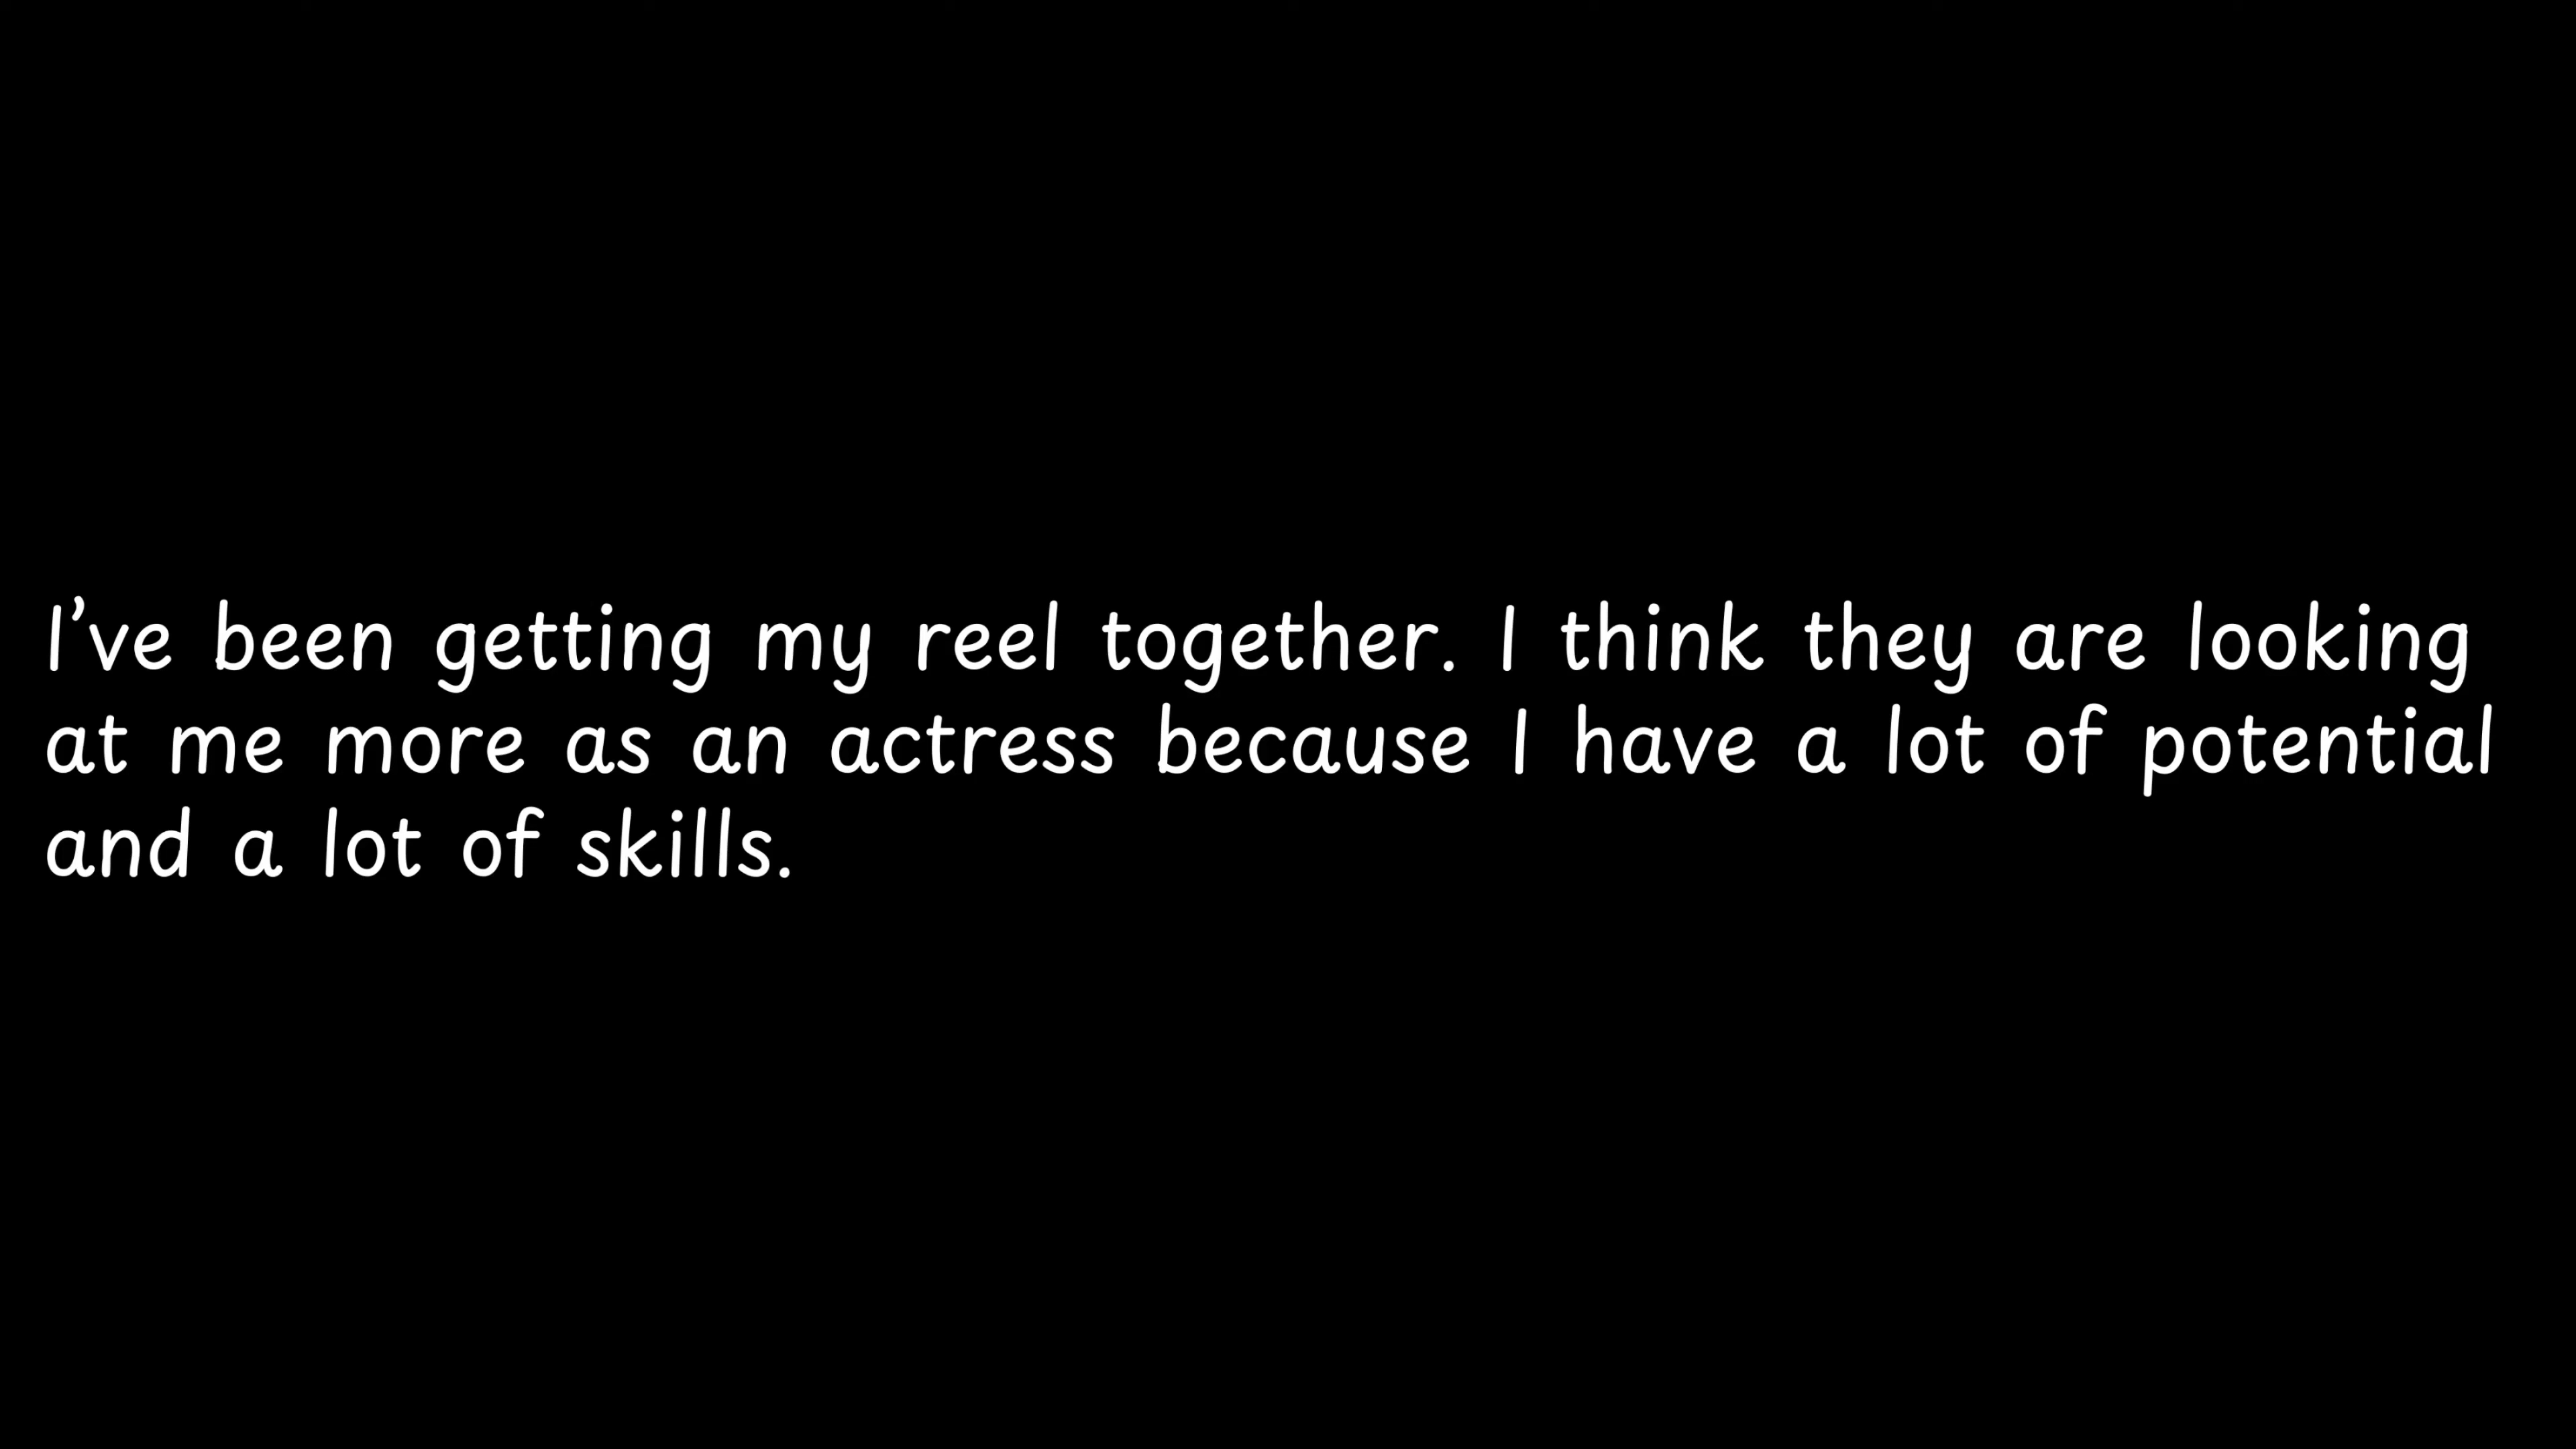 I’ve been getting my reel together. I think they are looking
at me more as an actress because I have a lot of potential
and a lot of skills.